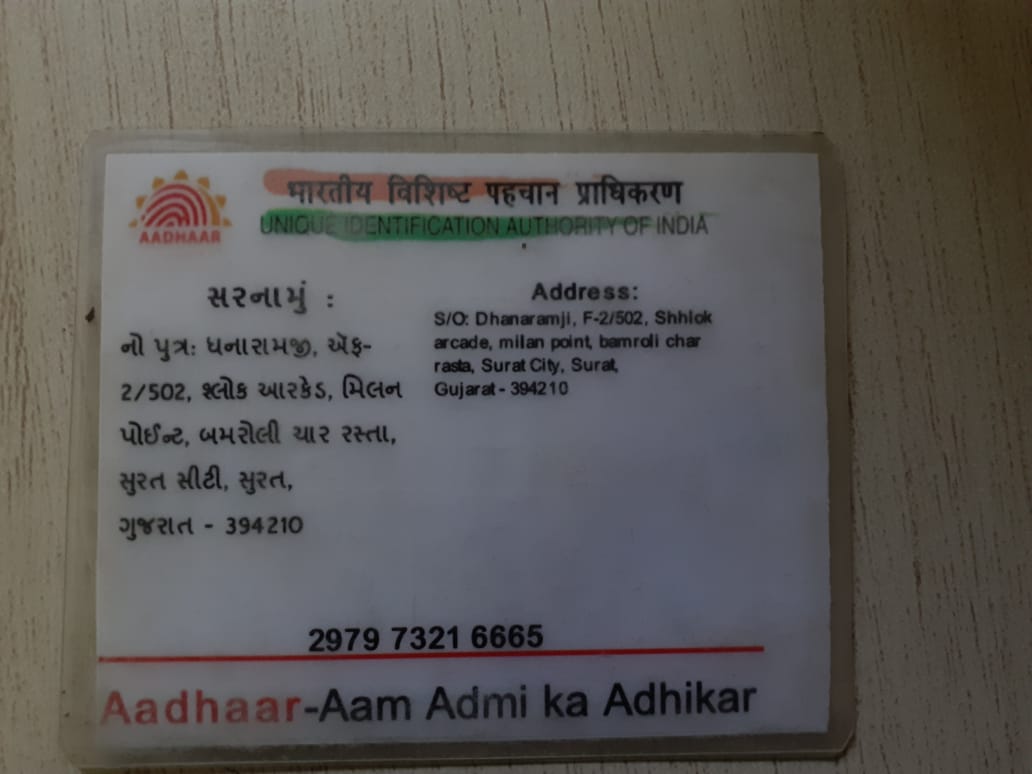 भारतीय विशिष्ट पहचान प्राधिकरण
UNIQUE IDENTIFICATION AUTHORITY OF INDIA
AADHAAR
સરનામું :
નો પુત્ર: ધનારામજી, એફ-
2/502, શ્લોક આરકેડ, મિલન
પોઈન્ટ, બમરોલી ચાર રસ્તા,
સુરત સીટી, સુરત,
ગુજરાત - 394210
Address:
S/O: Dhanaramji, F-2/502, Shhlok
arcade, milan point, bamroli char
rasta, Surat City, Surat,
Gujarat - 394210
2979 7321 6665
Aadhaar-Aam Admi ka Adhikar